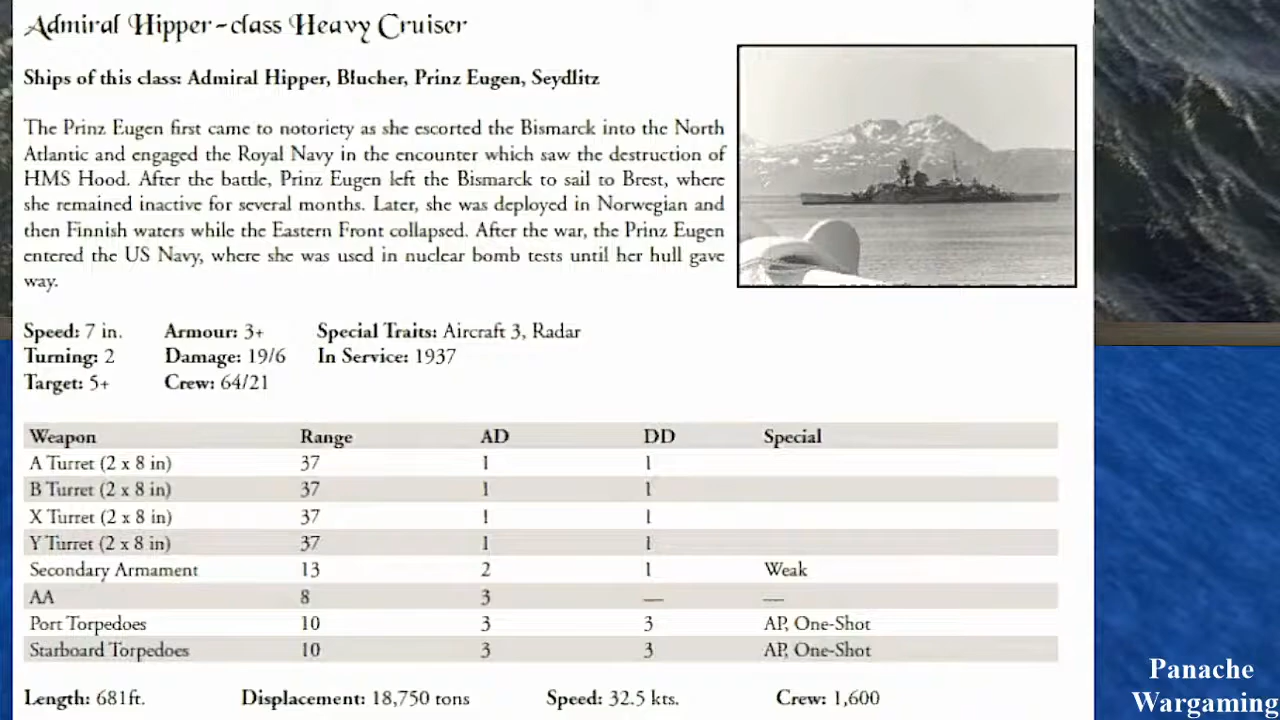 Admiral Hipper-class Heavy Cruiser
Ships of this class: Admiral Hipper, Blucher, Prinz Eugen, Seydlitz
The Prinz Eugen first came to notoriety as she escorted the Bismarck into the North
Atlantic and engaged the Royal Navy in the encounter which saw the destruction of
HMS Hood. After the battle, Prinz Eugen left the Bismarck to sail to Brest, where
she remained inactive for several months. Later, she was deployed in Norwegian and
then Finnish waters while the Eastern Front collapsed. After the war, the Prinz Eugen
entered the US Navy, where she was used in nuclear bomb tests until her hull gave
way.
Speed: 7 in. Armour: 3+ Special Traits: Aircraft 3, Radar
Turning: 2 Damage: 19/6 In Service: 1937
Target: 5+ Crew: 64/21
Weapon Range AD DD Special
A Turret (2 x 8 in) 37 1 1
B Turret (2 x 8 in) 37 1 1
X Turret (2 x 8 in) 37 1 1
Y Turret (2 x 8 in) 37 1 1
Secondary Armament 13 2 1 Weak
AA 8 3 — —
Port Torpedoes 10 3 3 AP, One-Shot
Starboard Torpedoes 10 3 3 AP, One-Shot
Length: 681ft. Displacement: 18,750 tons Speed: 32.5 kts. Crew: 1,600
Panache
Wargaming